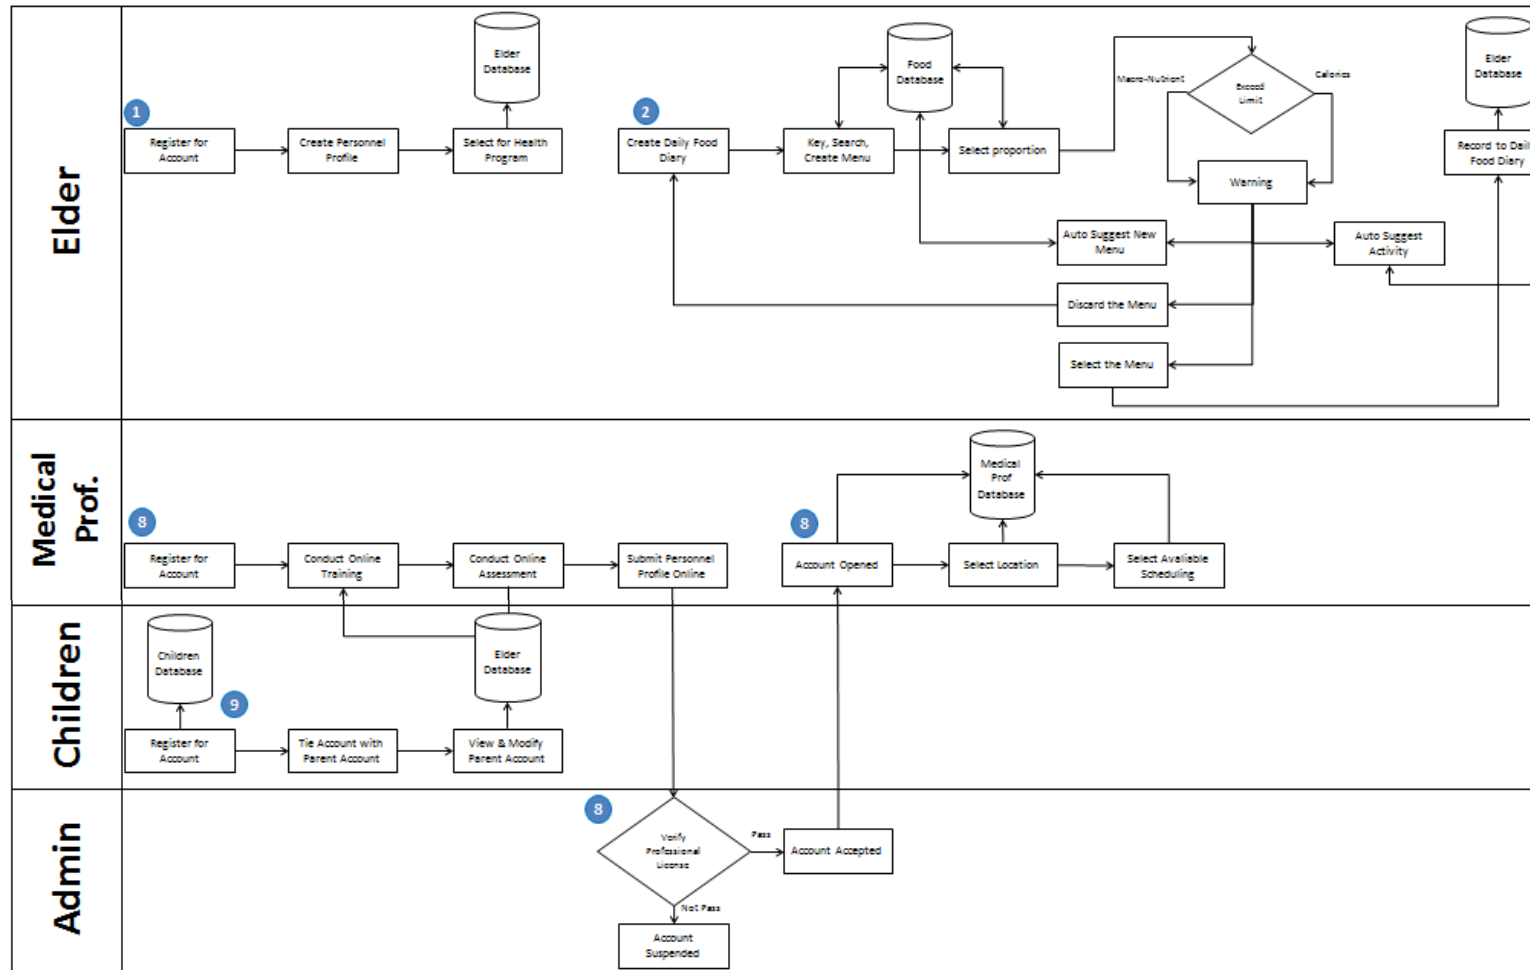 Elder
Elder
Database
1
Register for
Account
Create Personnel
Profile
Select for Health
Program
2
Create Daily Food
Diary
Food
Database
Key, Search,
Create Menu
Select proportion
Macro-Nutrient
Exceed
Limit
Calories
Warning
Auto Suggest New
Menu
Auto Suggest
Activity
Discard the Menu
Select the Menu
Elder
Database
Record to Daily
Food Diary
Medical
Prof.
8
Register for
Account
Conduct Online
Training
Conduct Online
Assessment
Submit Personnel
Profile Online
8
Account Opened
Medical
Prof
Database
Select Location
Select Available
Scheduling
Children
Children
Database
9
Register for
Account
Tie Account with
Parent Account
Elder
Database
View & Modify
Parent Account
Admin
8
Verify
Professional
License
Pass
Account Accepted
Not Pass
Account
Suspended